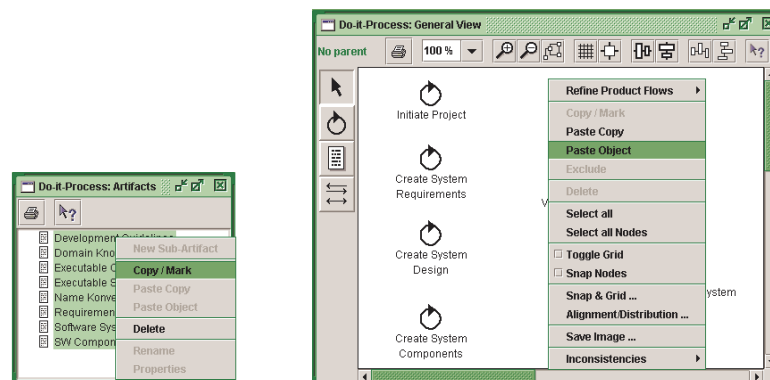 Do-it-Process: Artifacts
?
Development Guidelines
Domain Kno
Executable
Executable S
Name Konve
Requiremen
Software Sys
SW Compon
New Sub-Artifact
Copy / Mark
Paste Copy
Paste Object
Delete
Rename
Properties
Do-it-Process: General View
No parent
100 %
?
Initiate Project
Create System
Requirements
Create System
Design
Create System
Components
V
ystem
Refine Product Flows
Copy / Mark
Paste Copy
Paste Object
Exclude
Delete
Select all
Select all Nodes
Toggle Grid
Snap Nodes
Snap & Grid ...
Alignment/Distribution ...
Save Image ...
Inconsistencies